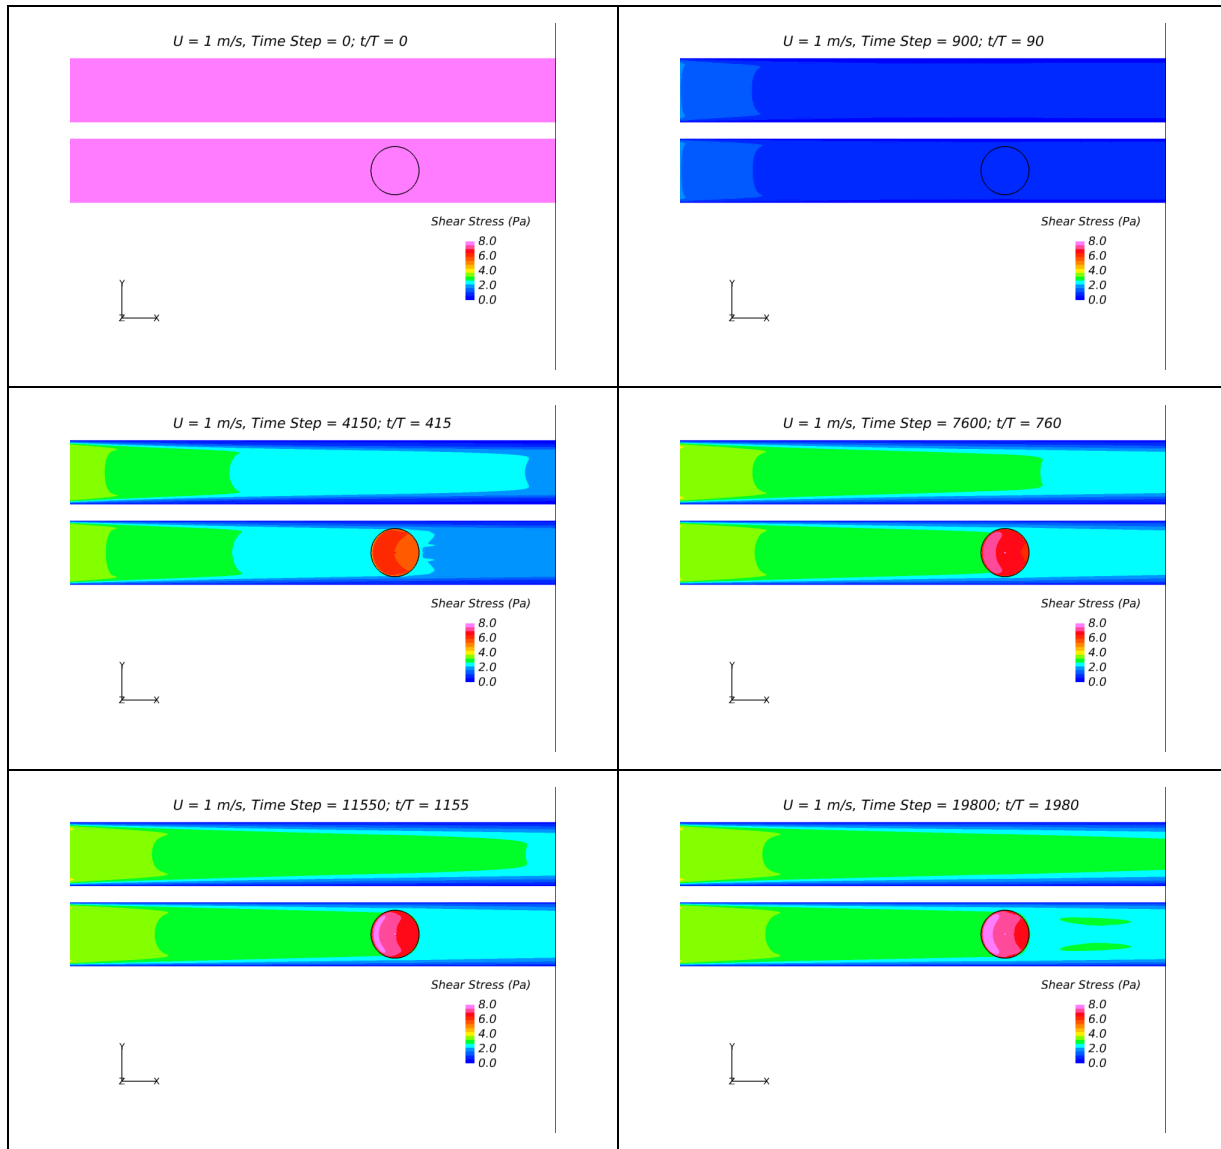 U = 1 m/s, Time Step = 0; t/T = 0
Shear Stress (Pa)
8.0
6.0
4.0
2.0
0.0
Y
Z X
U = 1 m/s, Time Step = 900; t/T = 90
Shear Stress (Pa)
8.0
6.0
4.0
2.0
0.0
Y
Z X
U = 1 m/s, Time Step = 4150; t/T = 415
Shear Stress (Pa)
8.0
6.0
4.0
2.0
0.0
Y
Z X
U = 1 m/s, Time Step = 7600; t/T = 760
Shear Stress (Pa)
8.0
6.0
4.0
2.0
0.0
Y
Z X
U = 1 m/s, Time Step = 11550; t/T = 1155
Shear Stress (Pa)
8.0
6.0
4.0
2.0
0.0
Y
Z X
U = 1 m/s, Time Step = 19800; t/T = 1980
Shear Stress (Pa)
8.0
6.0
4.0
2.0
0.0
Y
Z X